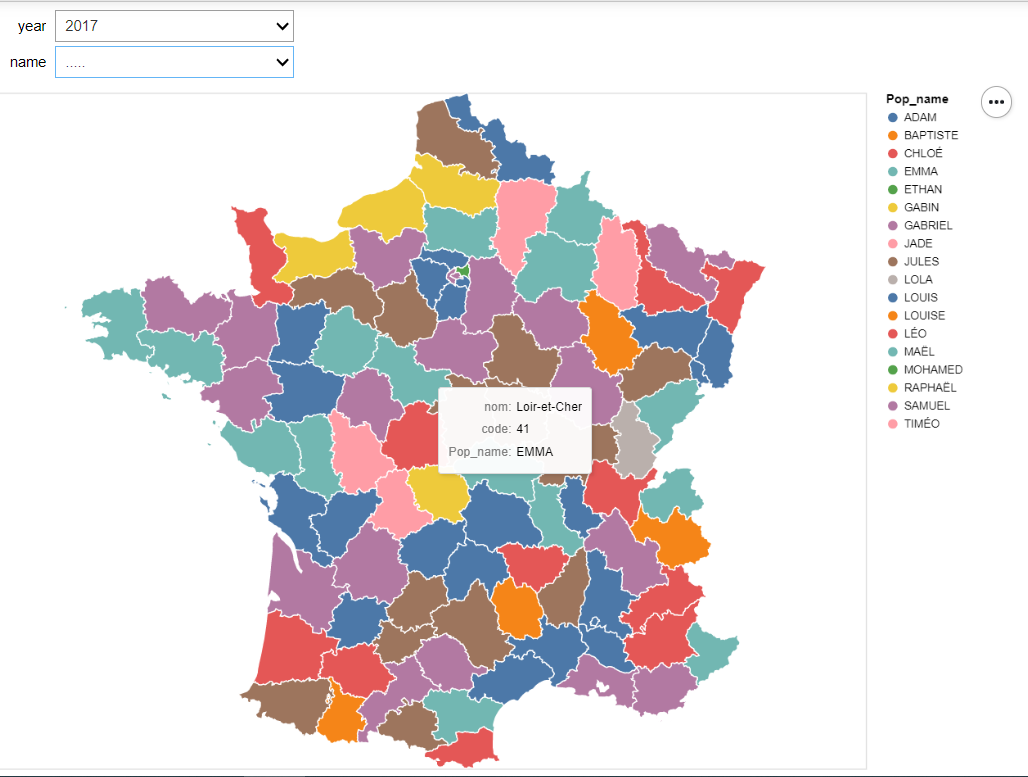 year 2017
name .....
Pop_name
•••
ADAM
BAPTISTE
CHLOÉ
EMMA
ETHAN
GABIN
GABRIEL
JADE
JULES
LOLA
LOUIS
LOUISE
LÉO
MAËL
MOHAMED
RAPHAËL
SAMUEL
TIMÉO
nom: Loir-et-Cher
code: 41
Pop_name: EMMA